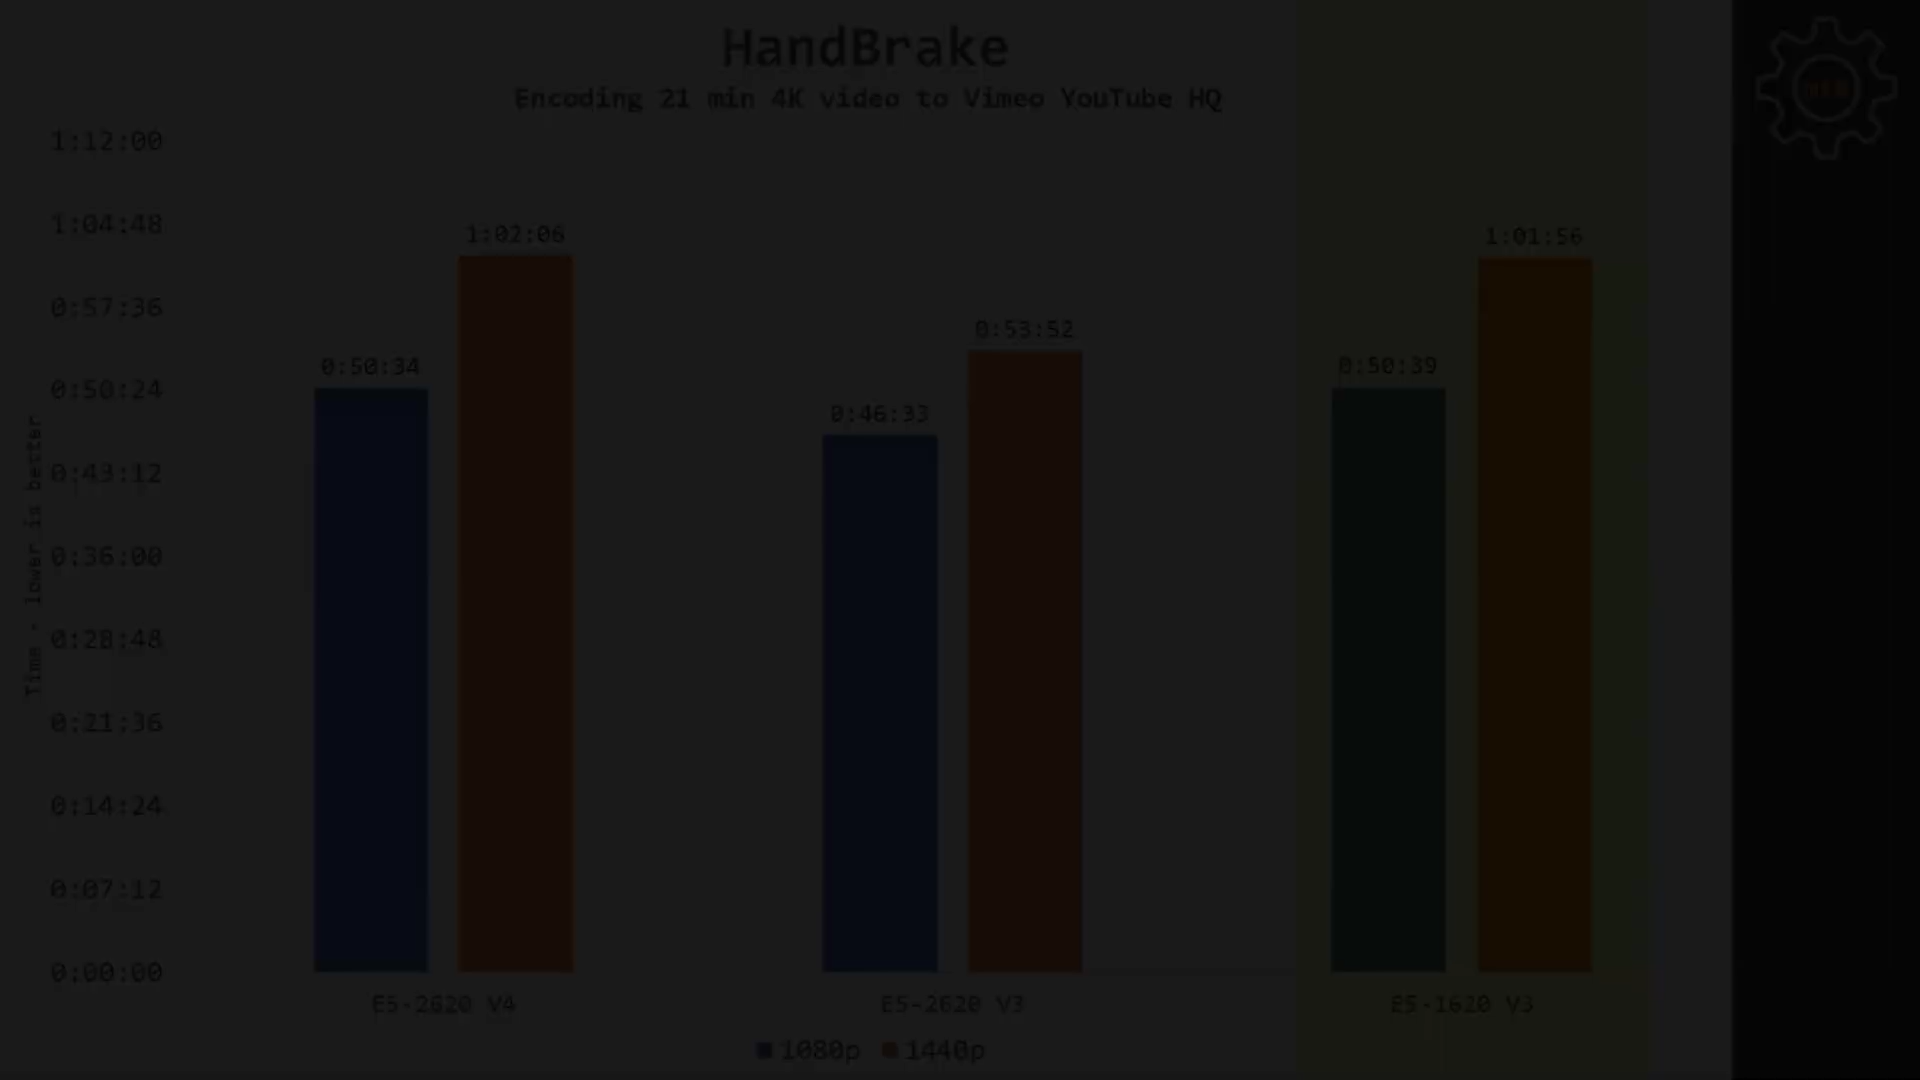 HandBrake
Encoding 21 min 4K video to Vimeo YouTube HQ
1:12:00
1:04:48
0:57:36
0:50:24
0:43:12
0:36:00
0:28:48
0:21:36
0:14:24
0:07:12
0:00:00
Time - lower is better
0:50:34
1:02:06
0:46:33
0:53:52
0:50:39
1:01:56
E5-2620 V4
E5-2620 V3
E5-1620 V3
1080p
1440p